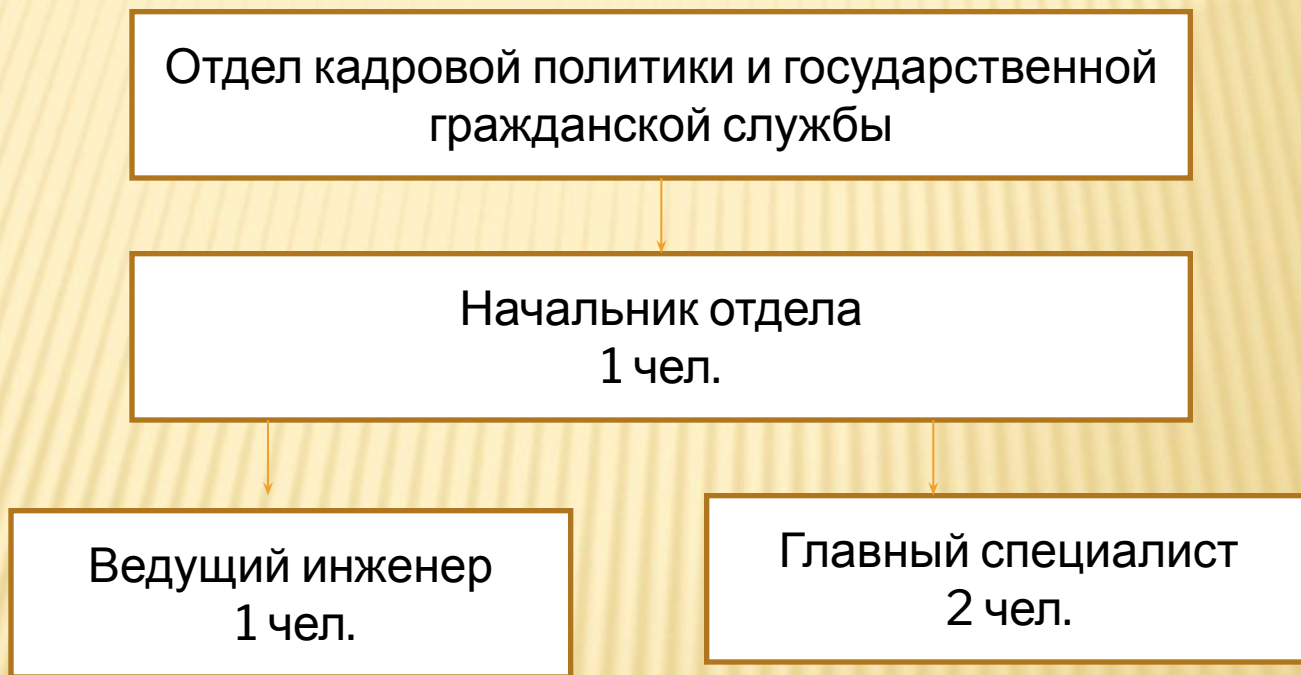 Отдел кадровой политики и государственной
гражданской службы
Начальник отдела
1 чел.
Ведущий инженер
1 чел.
Главный специалист
2 чел.